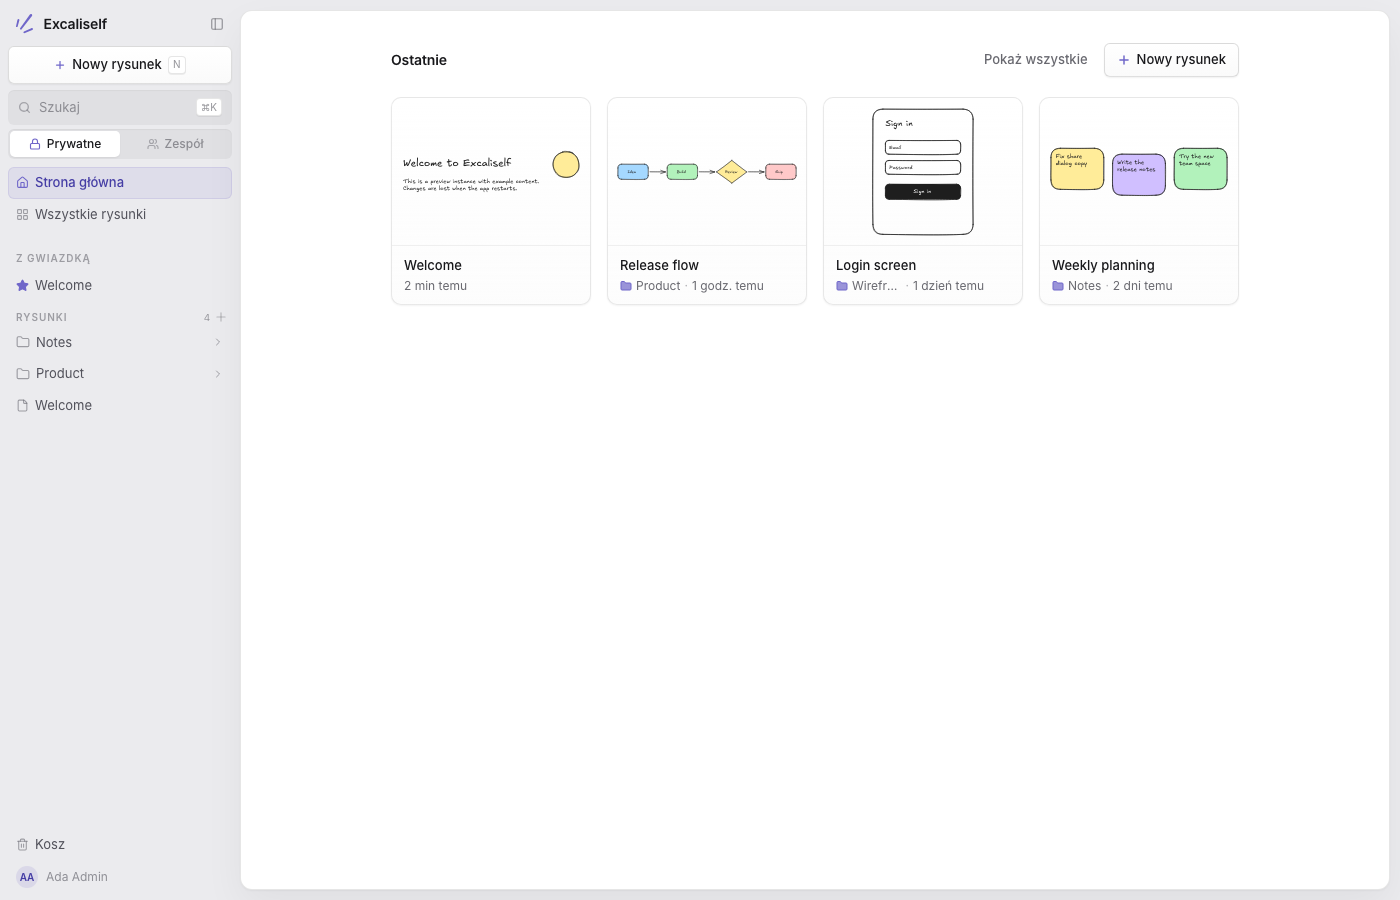 Excaliself
Nowy rysunek N
Szukaj ⌘K
Prywatne Zespół
Strona główna
Wszystkie rysunki
Z GWIAZDKĄ
Welcome
RYSUNKI 4
Notes
Product
Welcome
Kosz
AA Ada Admin
Ostatnie Pokaż wszystkie Nowy rysunek
Welcome to Excaliself
This is a preview instance with example content.
Changes are lost when the app restarts.
Welcome
2 min temu
Idea Build Review Ship
Release flow
Product · 1 godz. temu
Sign in
Email
Password
Sign in
Login screen
Wirefr... · 1 dzień temu
Fix share
dialog copy
Write the
release notes
Try the new
team space
Weekly planning
Notes · 2 dni temu